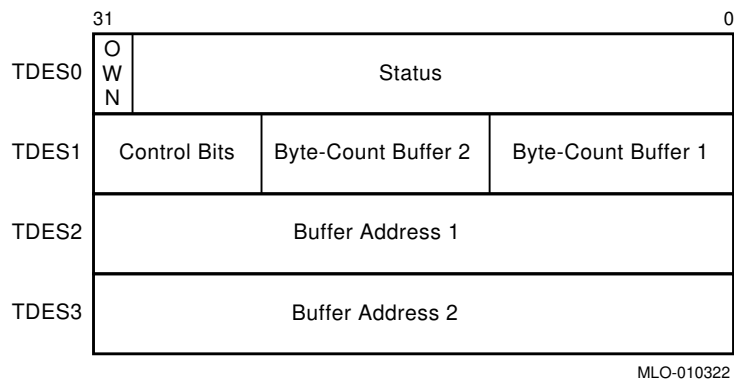 31 0
TDES0 OWN Status
TDES1 Control Bits Byte-Count Buffer 2 Byte-Count Buffer 1
TDES2 Buffer Address 1
TDES3 Buffer Address 2
MLO-010322